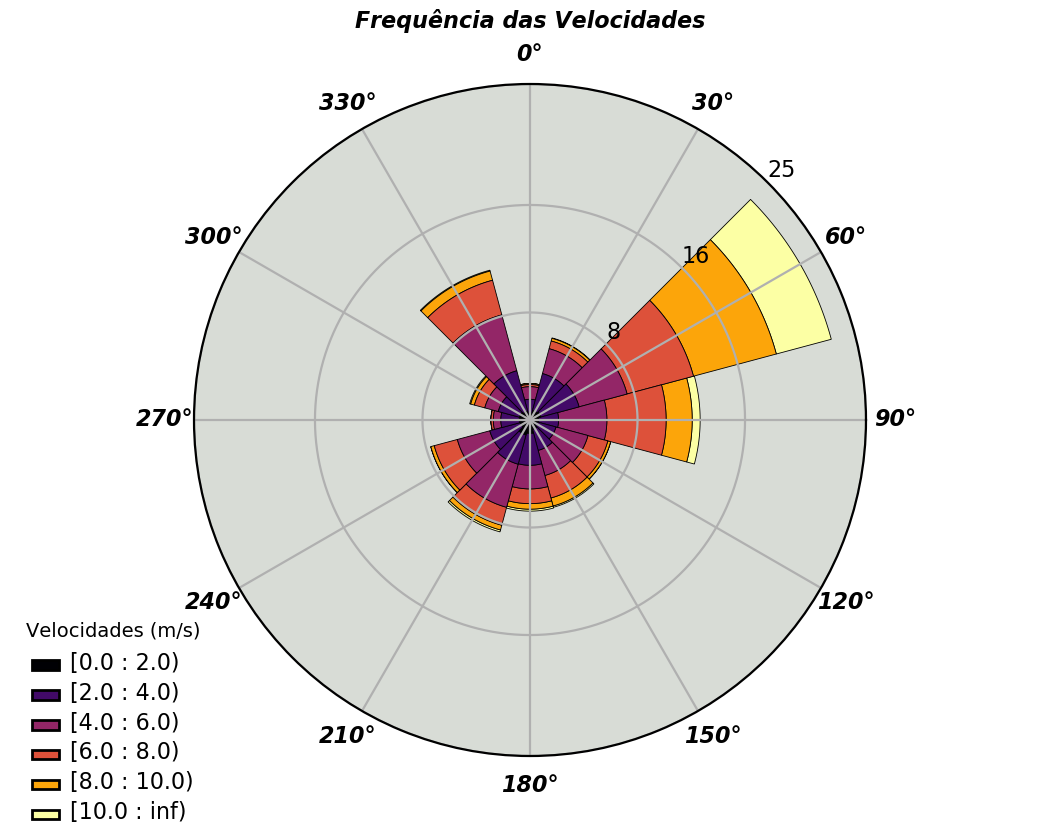 Frequência das Velocidades
0°
330°
30°
25
300°
60°
16
8
270°
90°
240°
120°
210°
150°
180°
Velocidades (m/s)
[0.0 : 2.0)
[2.0 : 4.0)
[4.0 : 6.0)
[6.0 : 8.0)
[8.0 : 10.0)
[10.0 : inf)